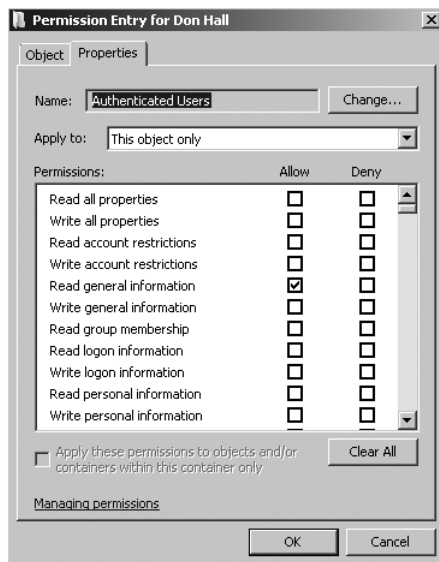 Permission Entry for Don Hall
Object Properties
Name: Authenticated Users Change...
Apply to: This object only
Permissions: Allow Deny
Read all properties
Write all properties
Read account restrictions
Write account restrictions
Read general information
Write general information
Read group membership
Read logon information
Write logon information
Read personal information
Write personal information
Apply these permissions to objects and/or
containers within this container only
Clear All
Managing permissions
OK Cancel